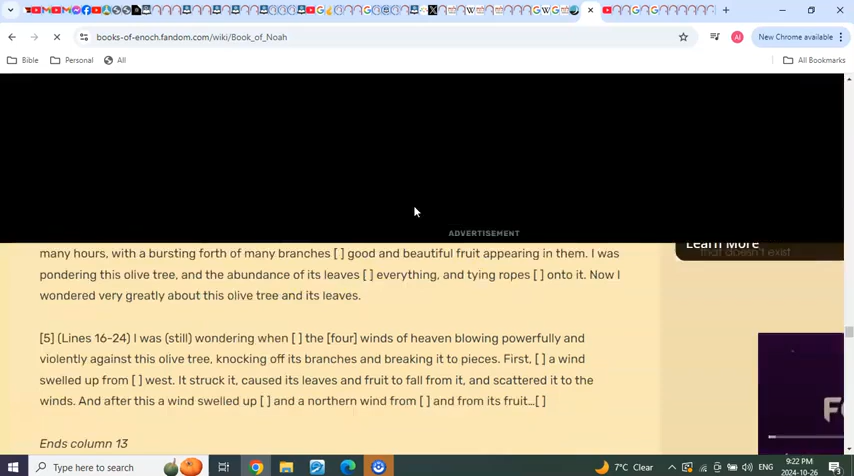 books-of-enoch.fandom.com/wiki/Book_of_Noah
New Chrome available
Bible
Personal
All
All Bookmarks
ADVERTISEMENT
Learn More
that doesn't exist
many hours, with a bursting forth of many branches [ ] good and beautiful fruit appearing in them. I was
pondering this olive tree, and the abundance of its leaves [ ] everything, and tying ropes [ ] onto it. Now I
wondered very greatly about this olive tree and its leaves.
[5] (Lines 16-24) I was (still) wondering when [ ] the [four] winds of heaven blowing powerfully and
violently against this olive tree, knocking off its branches and breaking it to pieces. First, [ ] a wind
swelled up from [ ] west. It struck it, caused its leaves and fruit to fall from it, and scattered it to the
winds. And after this a wind swelled up [ ] and a northern wind from [ ] and from its fruit...[ ]
Ends column 13
Type here to search
7°C Clear
ENG
9:22 PM
2024-10-26
3